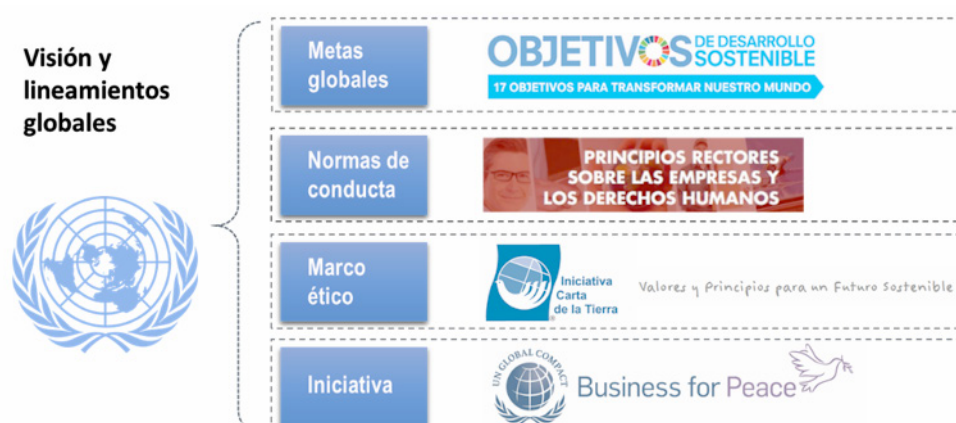 Visión y
lineamientos
globales
Metas
globales
OBJETIVOS DE DESARROLLO
SOSTENIBLE
17 OBJETIVOS PARA TRANSFORMAR NUESTRO MUNDO
Normas de
conducta
PRINCIPIOS RECTORES
SOBRE LAS EMPRESAS Y
LOS DERECHOS HUMANOS
Marco
ético
Iniciativa
Carta
de la Tierra
Valores y Principios para un Futuro Sostenible
Iniciativa
UN GLOBAL COMPACT
Business for Peace